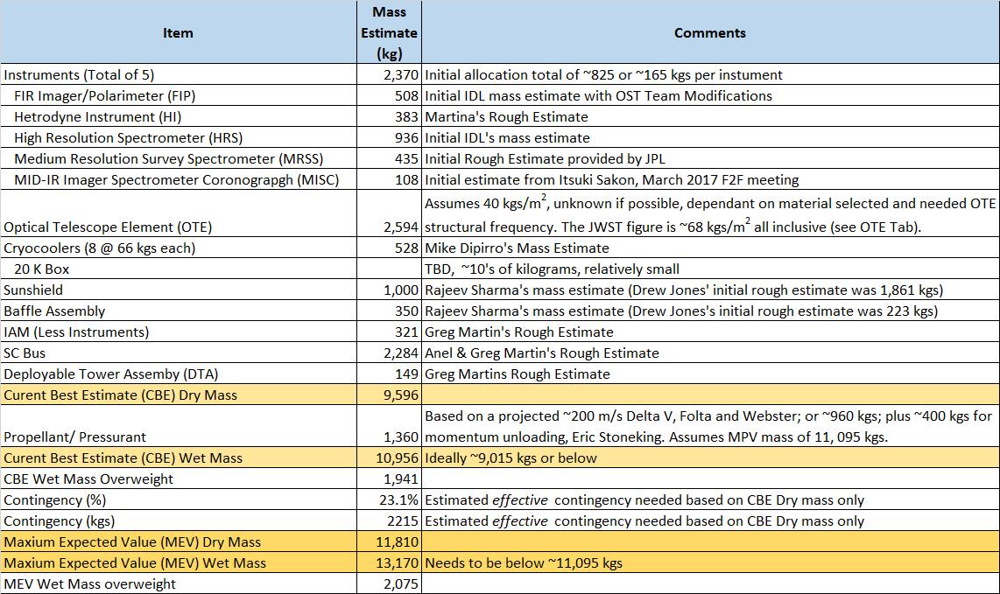 Item Mass Estimate (kg) Comments
Instruments (Total of 5) 2,370 Initial allocation total of ~825 or ~165 kgs per instument
FIR Imager/Polarimeter (FIP) 508 Initial IDL mass estimate with OST Team Modifications
Hetrodyne Instrument (HI) 383 Martina's Rough Estimate
High Resolution Spectrometer (HRS) 936 Initial IDL's mass estimate
Medium Resolution Survey Spectrometer (MRSS) 435 Initial Rough Estimate provided by JPL
MID-IR Imager Spectrometer Coronograpgh (MISC) 108 Initial estimate from Itsuki Sakon, March 2017 F2F meeting
Assumes 40 kgs/m2, unknown if possible, dependant on material selected and needed OTE
Optical Telescope Element (OTE) 2,594 structural frequency. The JWST figure is ~68 kgs/m2 all inclusive (see OTE Tab).
Cryocoolers (8 @ 66 kgs each) 528 Mike Dipirro's Mass Estimate
20 K Box TBD, ~10's of kilograms, relatively small
Sunshield 1,000 Rajeev Sharma's mass estimate (Drew Jones' initial rough estimate was 1,861 kgs)
Baffle Assembly 350 Rajeev Sharma's mass estimate (Drew Jones's initial rough estimate was 223 kgs)
IAM (Less Instruments) 321 Greg Martin's Rough Estimate
SC Bus 2,284 Anel & Greg Martin's Rough Estimate
Deployable Tower Assemby (DTA) 149 Greg Martins Rough Estimate
Curent Best Estimate (CBE) Dry Mass 9,596
Based on a projected ~200 m/s Delta V, Folta and Webster; or ~960 kgs; plus ~400 kgs for
Propellant/ Pressurant 1,360 momentum unloading, Eric Stoneking. Assumes MPV mass of 11, 095 kgs.
Curent Best Estimate (CBE) Wet Mass 10,956 Ideally ~9,015 kgs or below
CBE Wet Mass Overweight 1,941
Contingency (%) 23.1% Estimated effective contingency needed based on CBE Dry mass only
Contingency (kgs) 2215 Estimated effective contingency needed based on CBE Dry mass only
Maxium Expected Value (MEV) Dry Mass 11,810
Maxium Expected Value (MEV) Wet Mass 13,170 Needs to be below ~11,095 kgs
MEV Wet Mass overweight 2,075